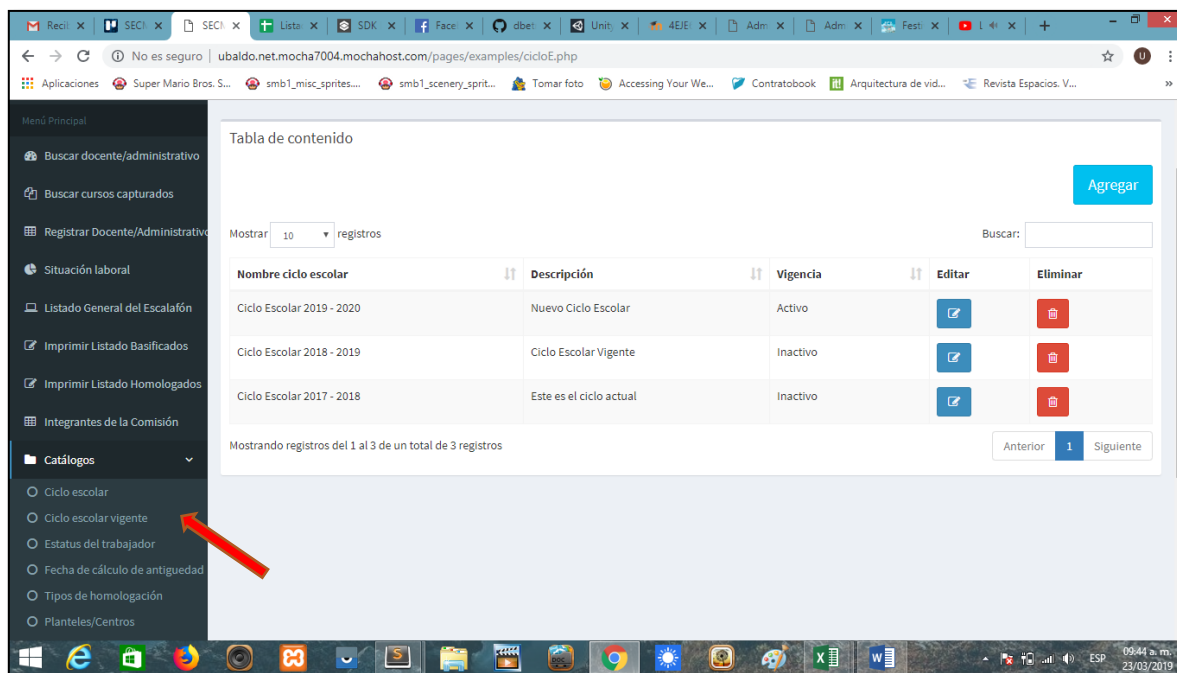 Recil
SECN
SECN
Lista
SDK
Face
dbet
Unity
4EJE
Adm
Adm
Festi
L
No es seguro
ubaldo.net.mocha7004.mochahost.com/pages/examples/cicloE.php
U
Aplicaciones
Super Mario Bros. S...
smb1_misc_sprites....
smb1_scenery_sprit...
Tomar foto
Accessing Your We...
Contratobook
Arquitectura de vid...
Revista Espacios. V...
Menú Principal
Buscar docente/administrativo
Buscar cursos capturados
Registrar Docente/Administrativo
Situación laboral
Listado General del Escalafón
Imprimir Listado Basificados
Imprimir Listado Homologados
Integrantes de la Comisión
Catálogos
Ciclo escolar
Ciclo escolar vigente
Estatus del trabajador
Fecha de cálculo de antiguedad
Tipos de homologación
Planteles/Centros
Tabla de contenido
Agregar
Mostrar 10 registros
Buscar:
Nombre ciclo escolar Descripción Vigencia Editar Eliminar
Ciclo Escolar 2019 - 2020 Nuevo Ciclo Escolar Activo
Ciclo Escolar 2018 - 2019 Ciclo Escolar Vigente Inactivo
Ciclo Escolar 2017 - 2018 Este es el ciclo actual Inactivo
Mostrando registros del 1 al 3 de un total de 3 registros
Anterior 1 Siguiente
ESP
09:44 a. m.
23/03/2019